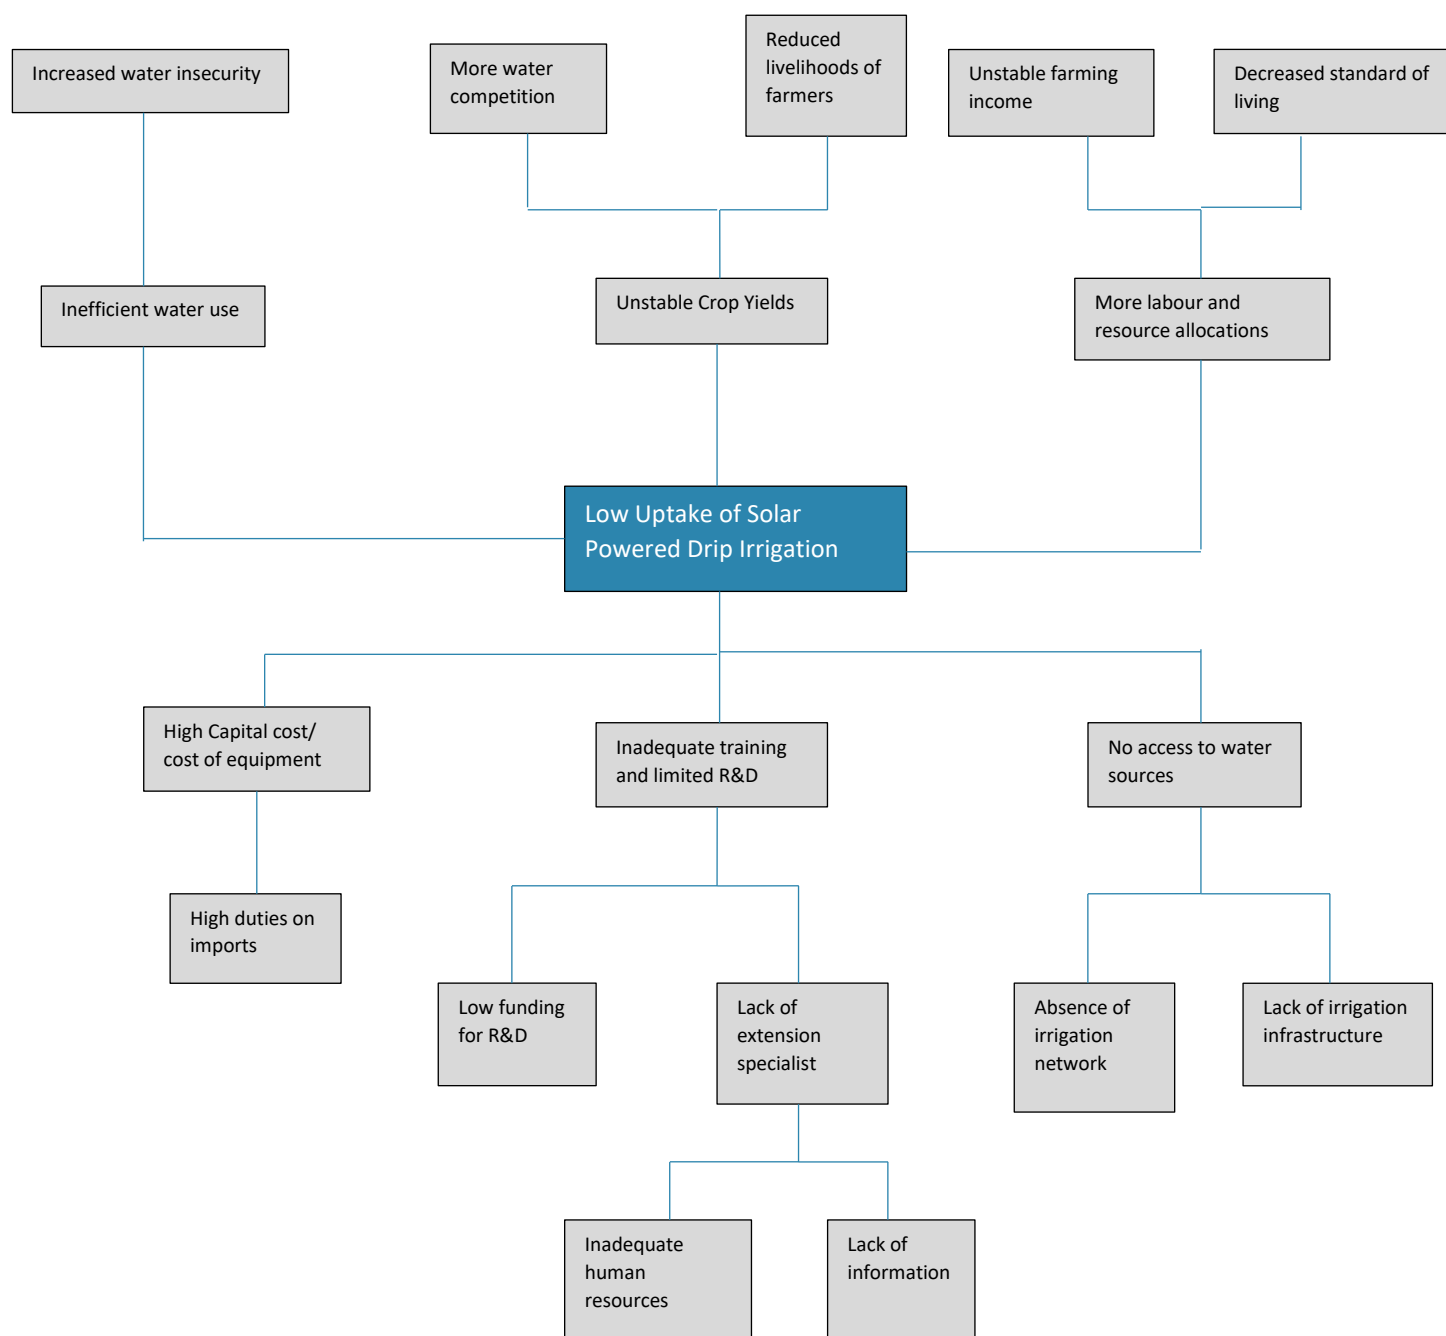 Increased water insecurity
More water
competition
Reduced
livelihoods of
farmers
Unstable farming
income
Decreased standard of
living
Inefficient water use
Unstable Crop Yields
More labour and
resource allocations
Low Uptake of Solar
Powered Drip Irrigation
High Capital cost/
cost of equipment
Inadequate training
and limited R&D
No access to water
sources
High duties on
imports
Low funding
for R&D
Lack of
extension
specialist
Absence of
irrigation
network
Lack of irrigation
infrastructure
Inadequate
human
resources
Lack of
information